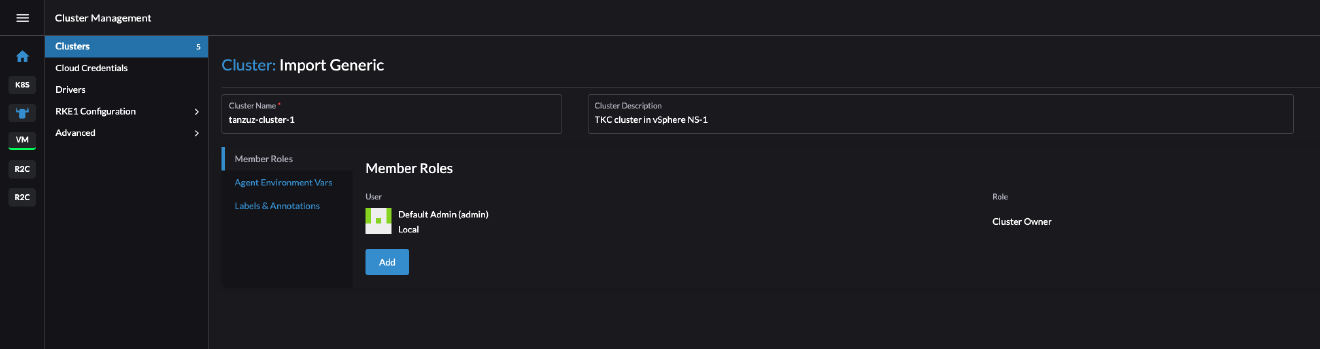 Cluster Management
Clusters 5
Cloud Credentials
Drivers
RKE1 Configuration
Advanced
K8S
VM
R2C
R2C
Cluster: Import Generic
Cluster Name *
tanzuz-cluster-1
Cluster Description
TKC cluster in vSphere NS-1
Member Roles
Agent Environment Vars
Labels & Annotations
Member Roles
User
Role
Default Admin (admin)
Local
Cluster Owner
Add